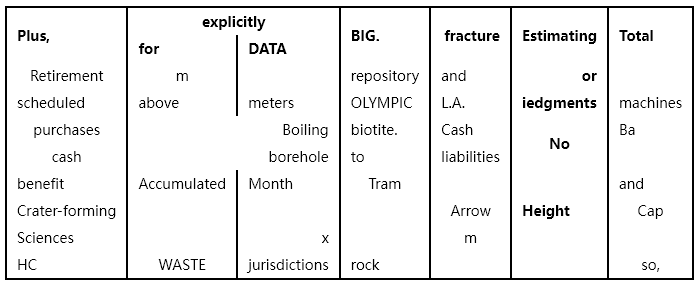 Plus, explicitly BIG. fracture Estimating Total
for DATA
Retirement m repository and or
scheduled above meters OLYMPIC L.A. iedgments machines
purchases Boiling biotite. Cash No Ba
cash borehole to liabilities
benefit Accumulated Month Tram and
Crater-forming Arrow Height Cap
Sciences x m
HC WASTE jurisdictions rock so,